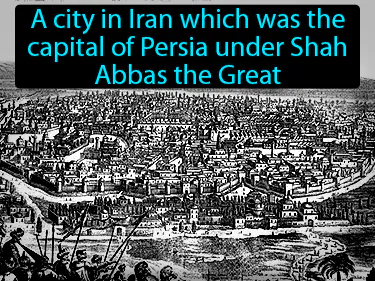 A city in Iran which was the
capital of Persia under Shah
Abbas the Great